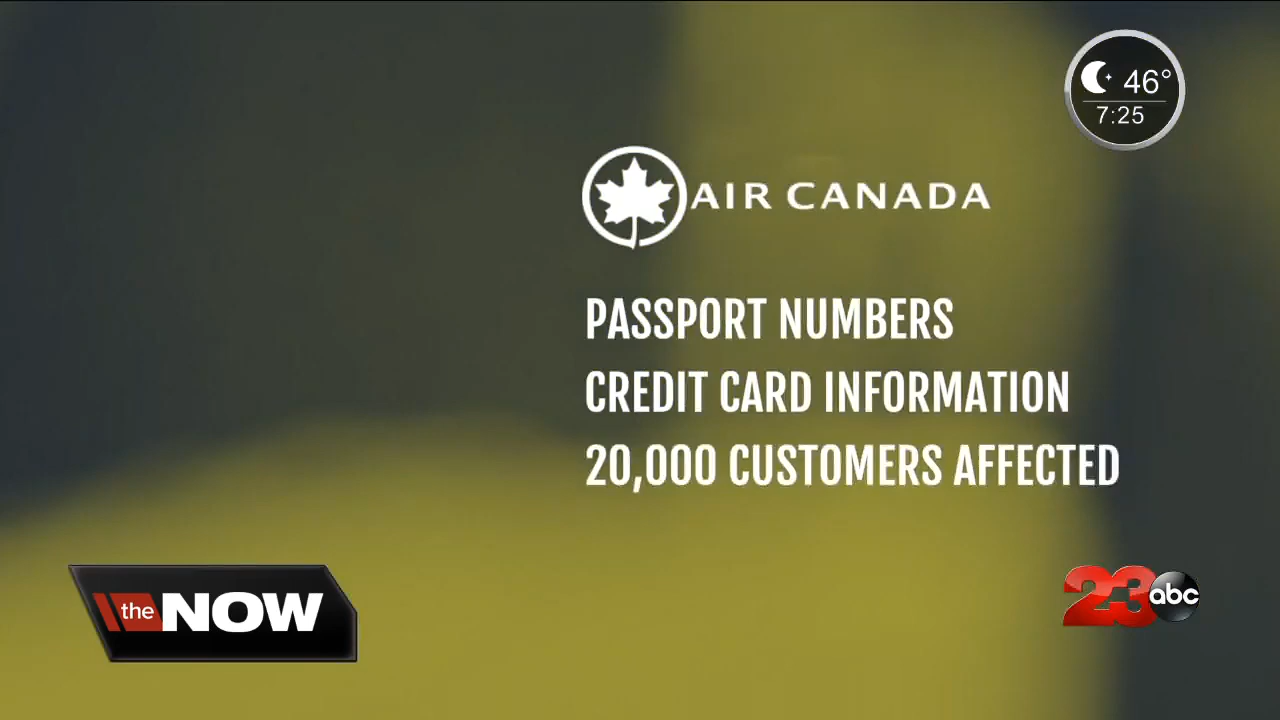 46°
7:25
AIR CANADA
PASSPORT NUMBERS
CREDIT CARD INFORMATION
20,000 CUSTOMERS AFFECTED
the NOW
23 abc